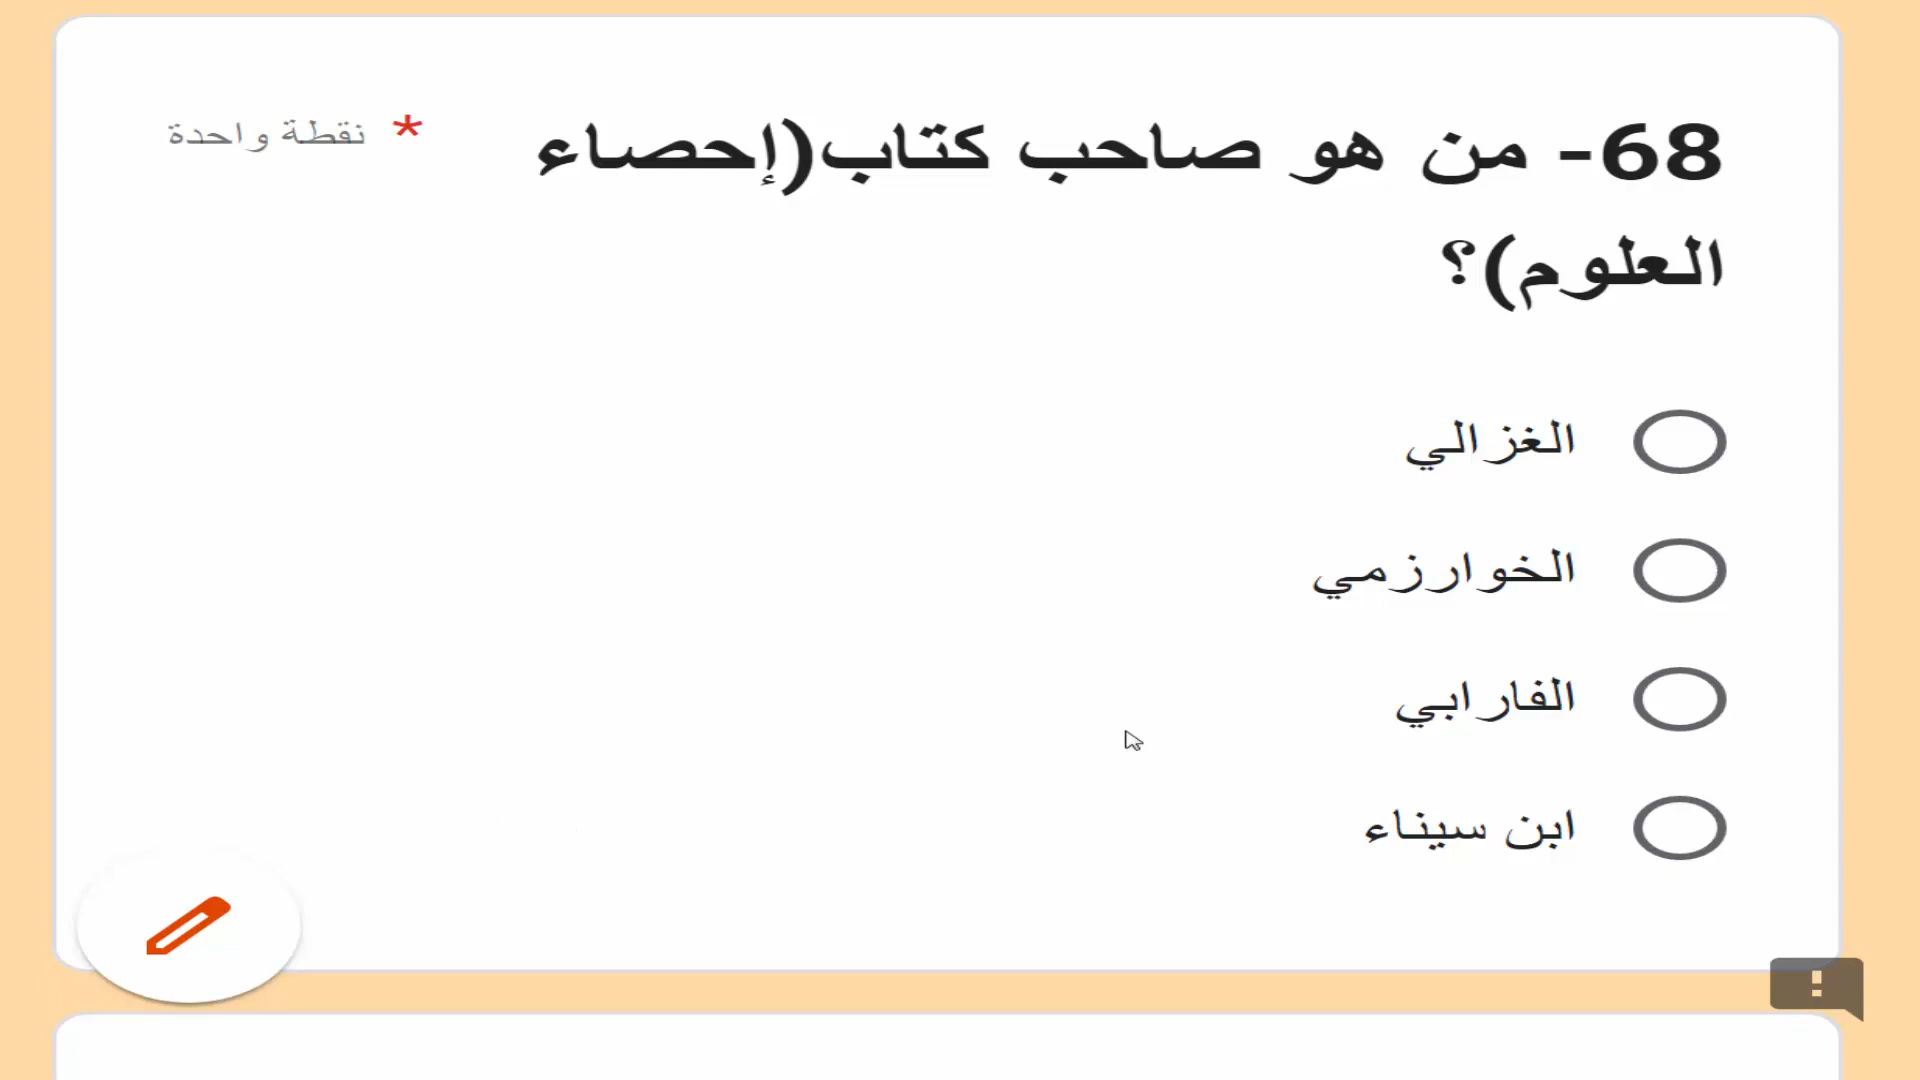 68- من هو صاحب كتاب(إحصاء
العلوم)؟
* نقطة واحدة
الغزالي
الخوارزمي
الفارابي
ابن سيناء